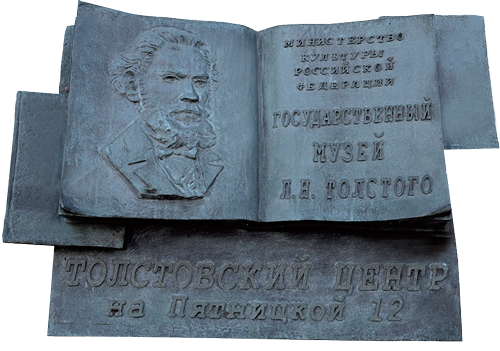 МИНИСТЕРСТВО
КУЛЬТУРЫ
РОССИЙСКОЙ
ФЕДЕРАЦИИ
ГОСУДАРСТВЕННЫЙ
МУЗЕЙ
Л.Н. ТОЛСТОГО
ТОЛСТОВСКИЙ ЦЕНТР
на Пятницкой 12